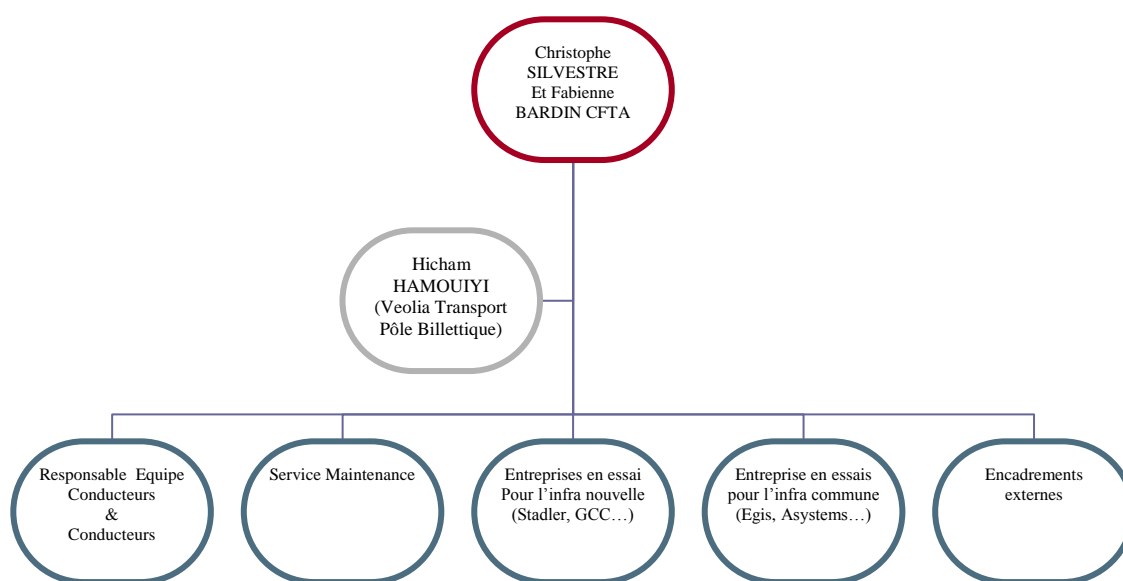 Christophe
SILVESTRE
Et Fabienne
BARDIN CFTA
Hicham
HAMOUIYI
(Veolia Transport
Pôle Billettique)
Responsable Equipe
Conducteurs
&
Conducteurs
Service Maintenance
Entreprises en essai
Pour l’infra nouvelle
(Stadler, GCC…)
Entreprise en essais
pour l’infra commune
(Egis, Asystems…)
Encadrements
externes